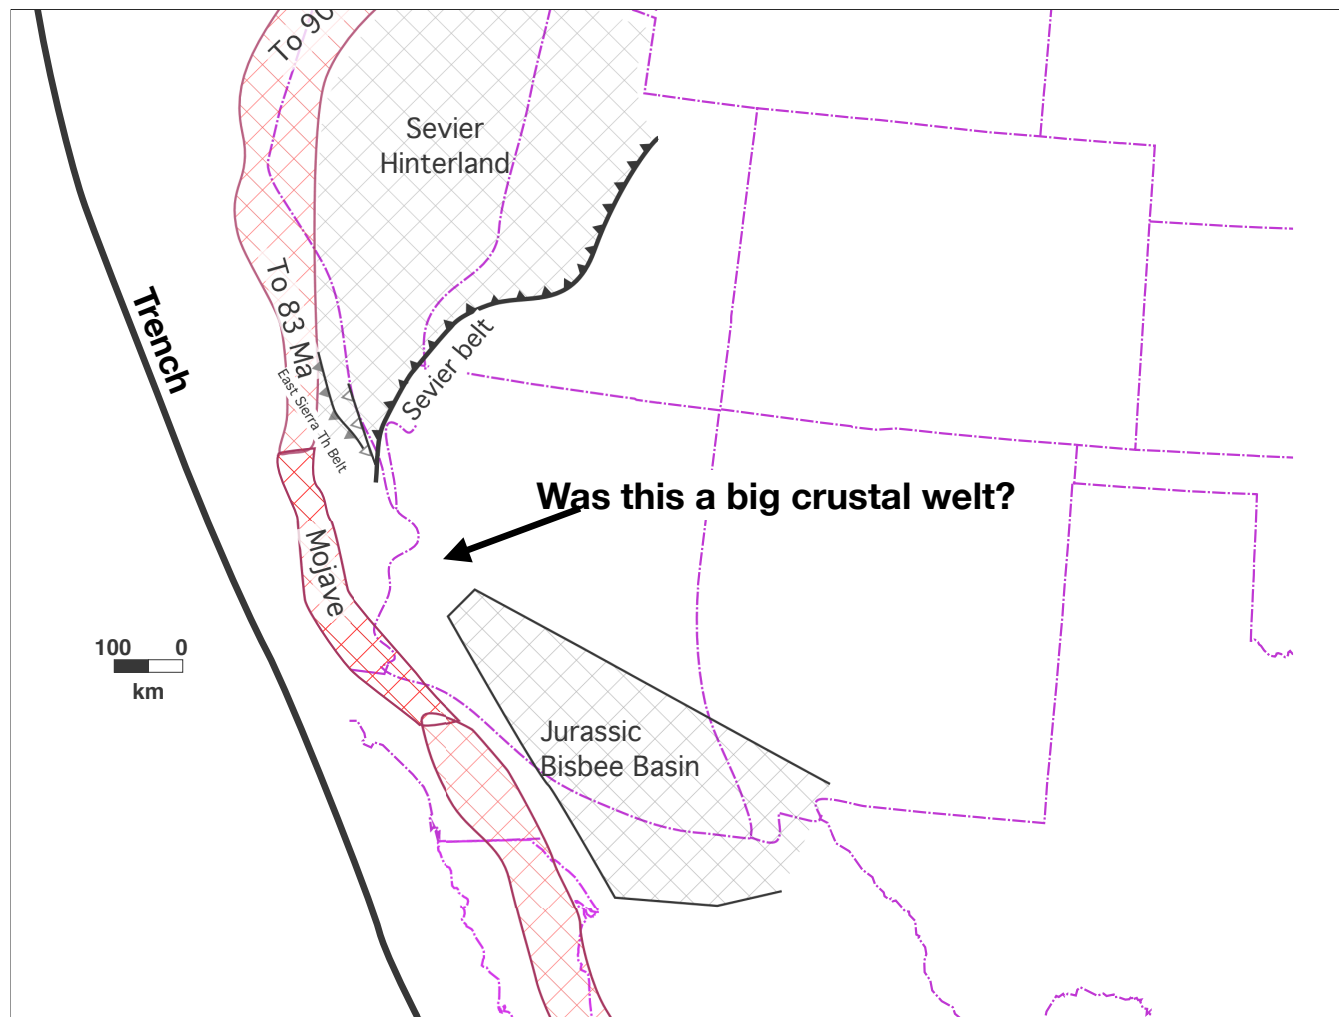 To 90
Sevier
Hinterland
To 83 Ma
Trench
Sevier belt
East Sierra Th Belt
Was this a big crustal welt?
Mojave
100 0
km
Jurassic
Bisbee Basin